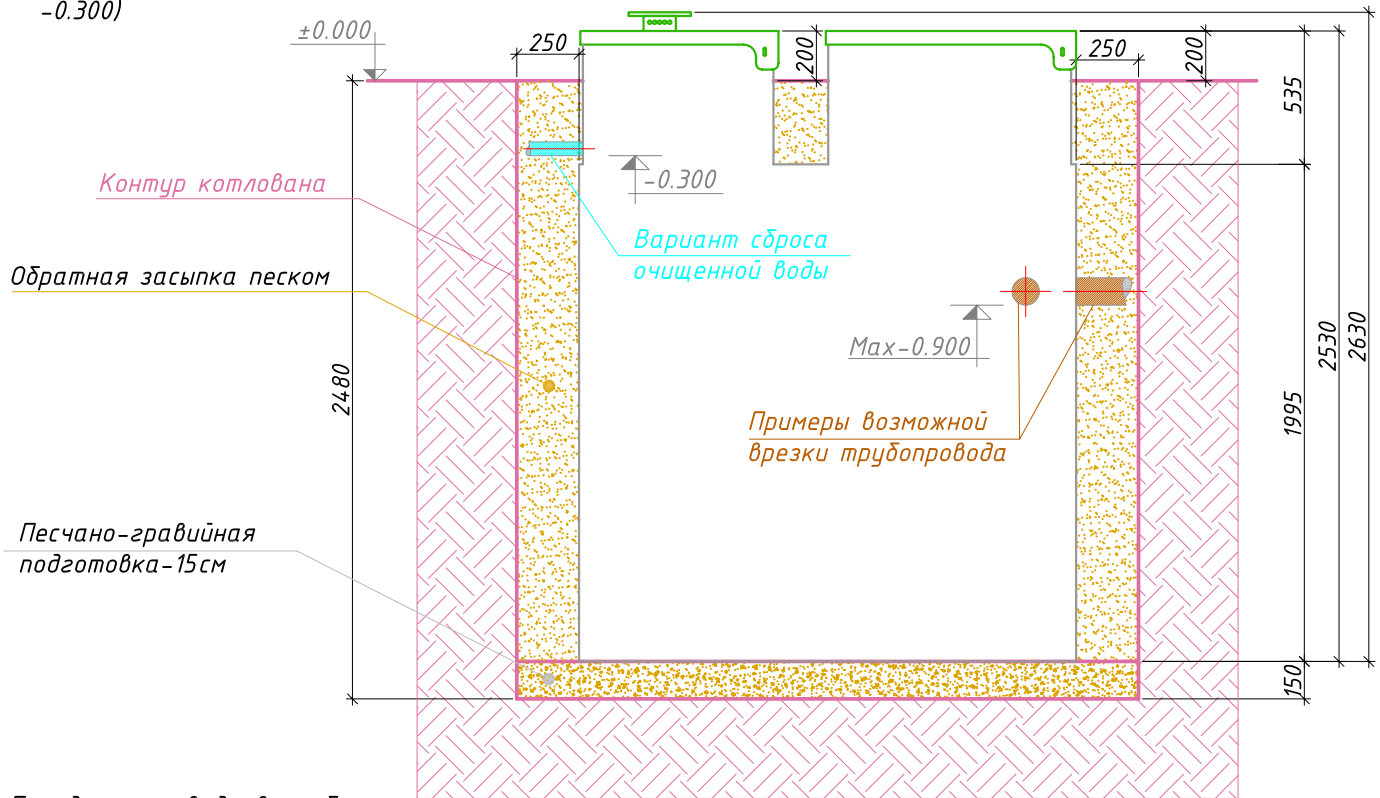 -0.300)
±0.000
250
200
250
200
535
Контур котлована
-0.300
Вариант сброса
очищенной воды
Обратная засыпка песком
Max-0.900
2480
2530
2630
1995
Примеры возможной
врезки трубопровода
Песчано-гравийная
подготовка-15см
150